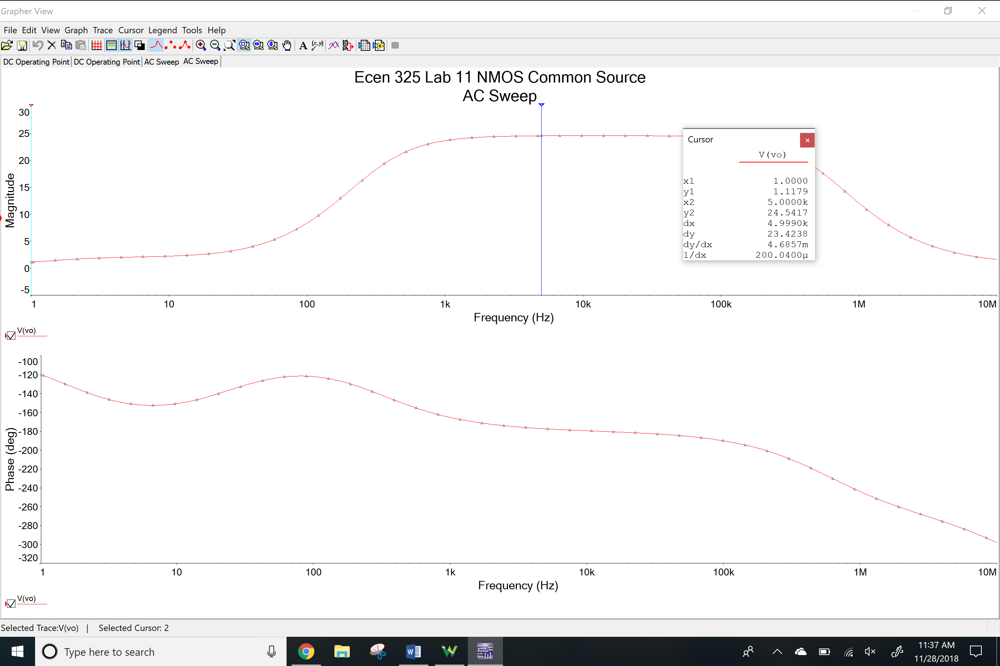 Grapher View
File Edit View Graph Trace Cursor Legend Tools Help
A (x,y)
DC Operating Point DC Operating Point AC Sweep AC Sweep
Ecen 325 Lab 11 NMOS Common Source
AC Sweep
Magnitude
30
25
20
15
10
5
0
-5
1 10 100 1k 10k 100k 1M 10M
Frequency (Hz)
Cursor
V(vo)
x1 1.0000
y1 1.1179
x2 5.0000k
y2 24.5417
dx 4.9990k
dy 23.4238
dy/dx 4.6857m
1/dx 200.0400µ
V(vo)
Phase (deg)
-100
-120
-140
-160
-180
-200
-220
-240
-260
-280
-300
-320
1 10 100 1k 10k 100k 1M 10M
Frequency (Hz)
V(vo)
Selected Trace:V(vo) | Selected Cursor: 2
Type here to search
11:37 AM
11/28/2018